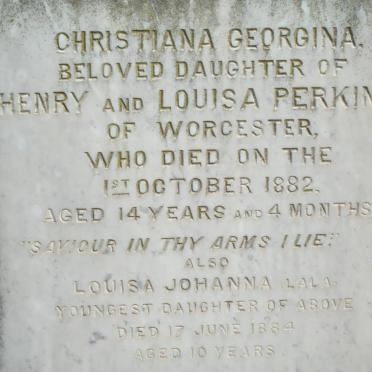 CHRISTIANA GEORGINA,
BELOVED DAUGHTER OF
HENRY AND LOUISA PERKIN
OF WORCESTER,
WHO DIED ON THE
1ST OCTOBER 1882.
AGED 14 YEARS AND 4 MONTHS
"SAVIOUR IN THY ARMS I LIE."
ALSO
LOUISA JOHANNA LALA,
YOUNGEST DAUGHTER OF ABOVE
DIED 17 JUNE 1884
AGED 10 YEARS.